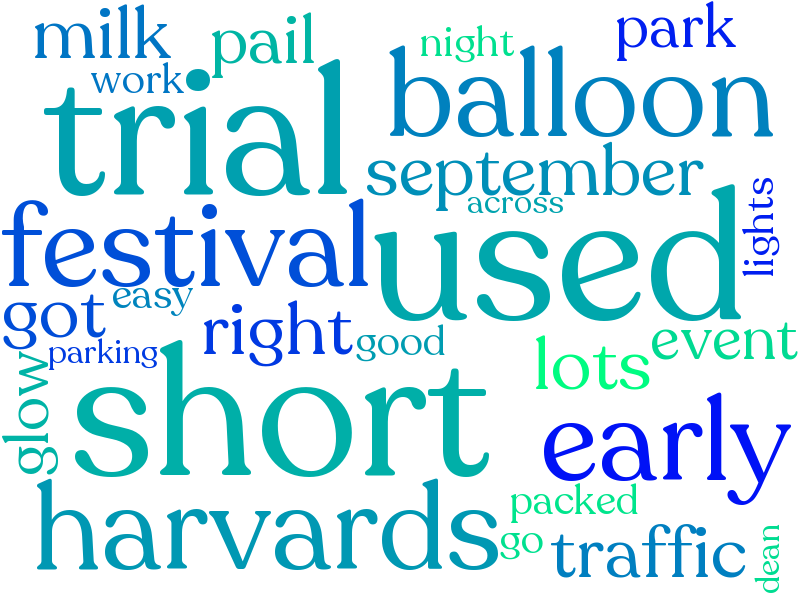 milk
pail
night
park
work
trial
balloon
september
across
lights
festival
used
easy
got
right
good
event
parking
lots
glow
short
early
harvards
packed
go
traffic
dean